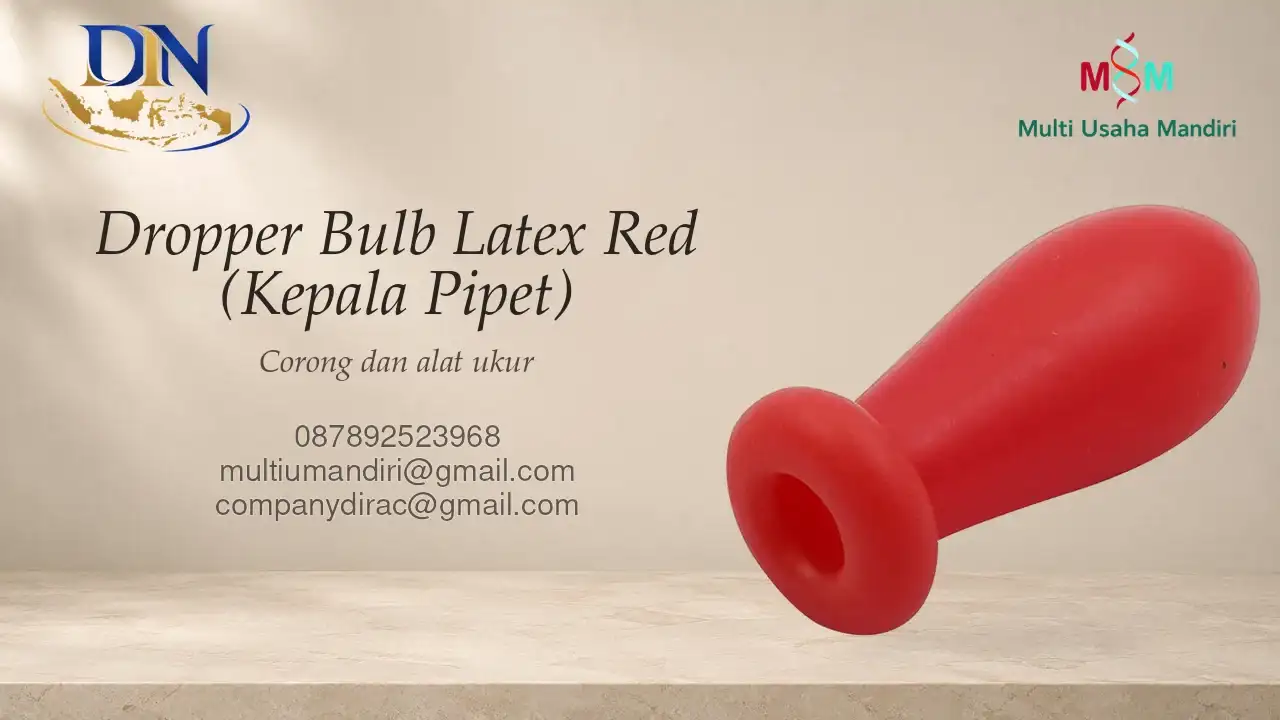 DIN
MSM
Multi Usaha Mandiri
Dropper Bulb Latex Red
(Kepala Pipet)
Corong dan alat ukur
087892523968
multiumandiri@gmail.com
companydirac@gmail.com